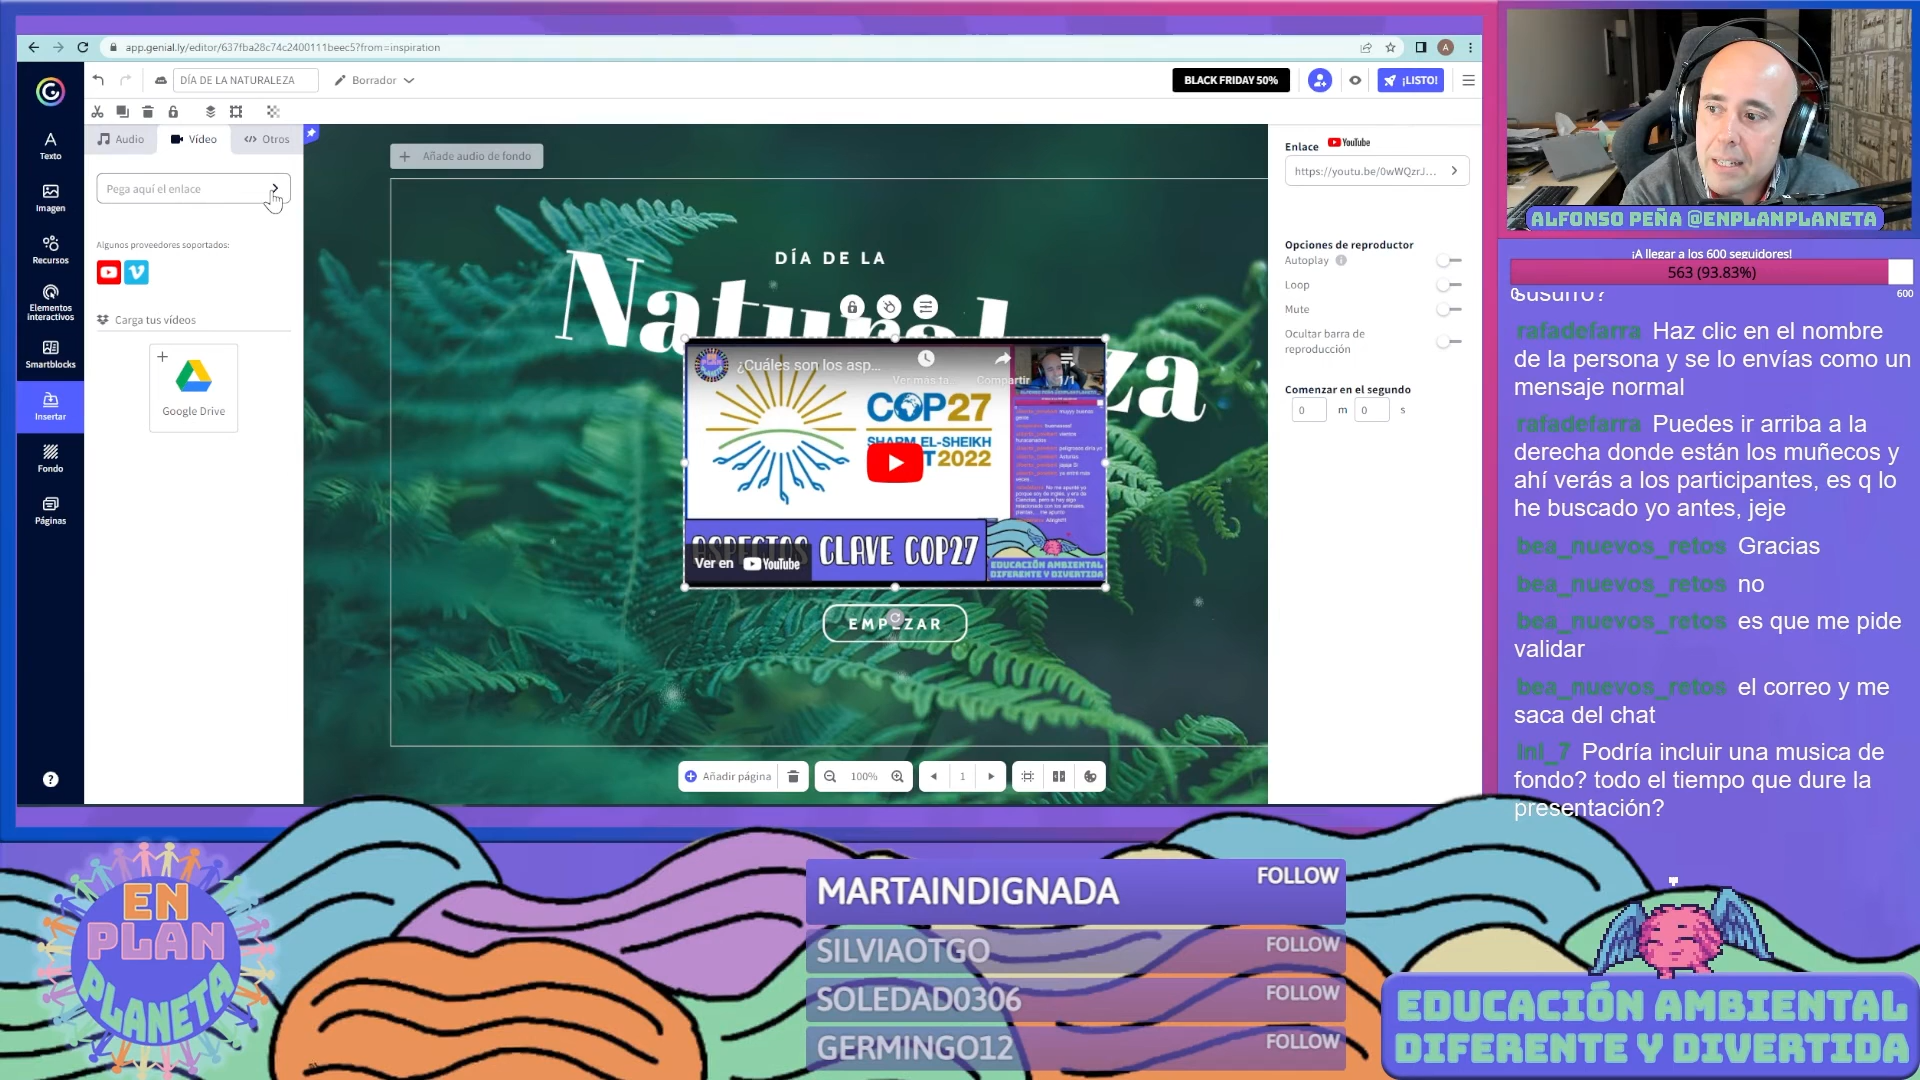 app.genial.ly/editor/637fba28c74c2400111beec5?from=inspiration
A
DÍA DE LA NATURALEZA
Borrador
BLACK FRIDAY 50%
¡LISTO!
Texto
Imagen
Recursos
Elementos
interactivos
Smartblocks
Insertar
Fondo
Páginas
Audio
Vídeo
Otros
Pega aquí el enlace
Algunos proveedores soportados:
Carga tus vídeos
Google Drive
Añade audio de fondo
DÍA DE LA
Naturaleza
¿Cuáles son los asp...
Ver más ta...
Compartir
1/1
COP27
SHARM EL-SHEIKH
2022
ASPECTOS CLAVE COP27
Ver en YouTube
EDUCACIÓN AMBIENTAL
DIFERENTE Y DIVERTIDA
EMPEZAR
Añadir página
100%
1
Enlace YouTube
https://youtu.be/0wWQzrJ...
Opciones de reproductor
Autoplay
Loop
Mute
Ocultar barra de
reproducción
Comenzar en el segundo
0 m 0 s
ALFONSO PEÑA @ENPLANPLANETA
¡A llegar a los 600 seguidores!
563 (93.83%)
0
600
susurro?
rafadefarra Haz clic en el nombre
de la persona y se lo envías como un
mensaje normal
rafadefarra Puedes ir arriba a la
derecha donde están los muñecos y
ahí verás a los participantes, es q lo
he buscado yo antes, jeje
bea_nuevos_retos Gracias
bea_nuevos_retos no
bea_nuevos_retos es que me pide
validar
bea_nuevos_retos el correo y me
saca del chat
Podría incluir una musica de
fondo? todo el tiempo que dure la
presentación?
EN
PLAN
PLANETA
MARTAINDIGNADA FOLLOW
SILVIAOTGO FOLLOW
SOLEDAD0306 FOLLOW
GERMINGO12 FOLLOW
EDUCACIÓN AMBIENTAL
DIFERENTE Y DIVERTIDA